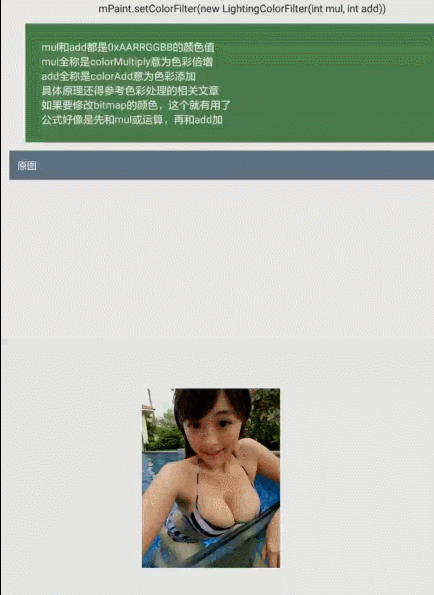 mPaint.setColorFilter(new LightingColorFilter(int mul, int add))
mul和add都是0xAARRGGBB的颜色值
mul全称是colorMultiply意为色彩倍增
add全称是colorAdd意为色彩添加
具体原理还得参考色彩处理的相关文章
如果要修改bitmap的颜色，这个就有用了
公式好像是先和mul或运算，再和add加
原图